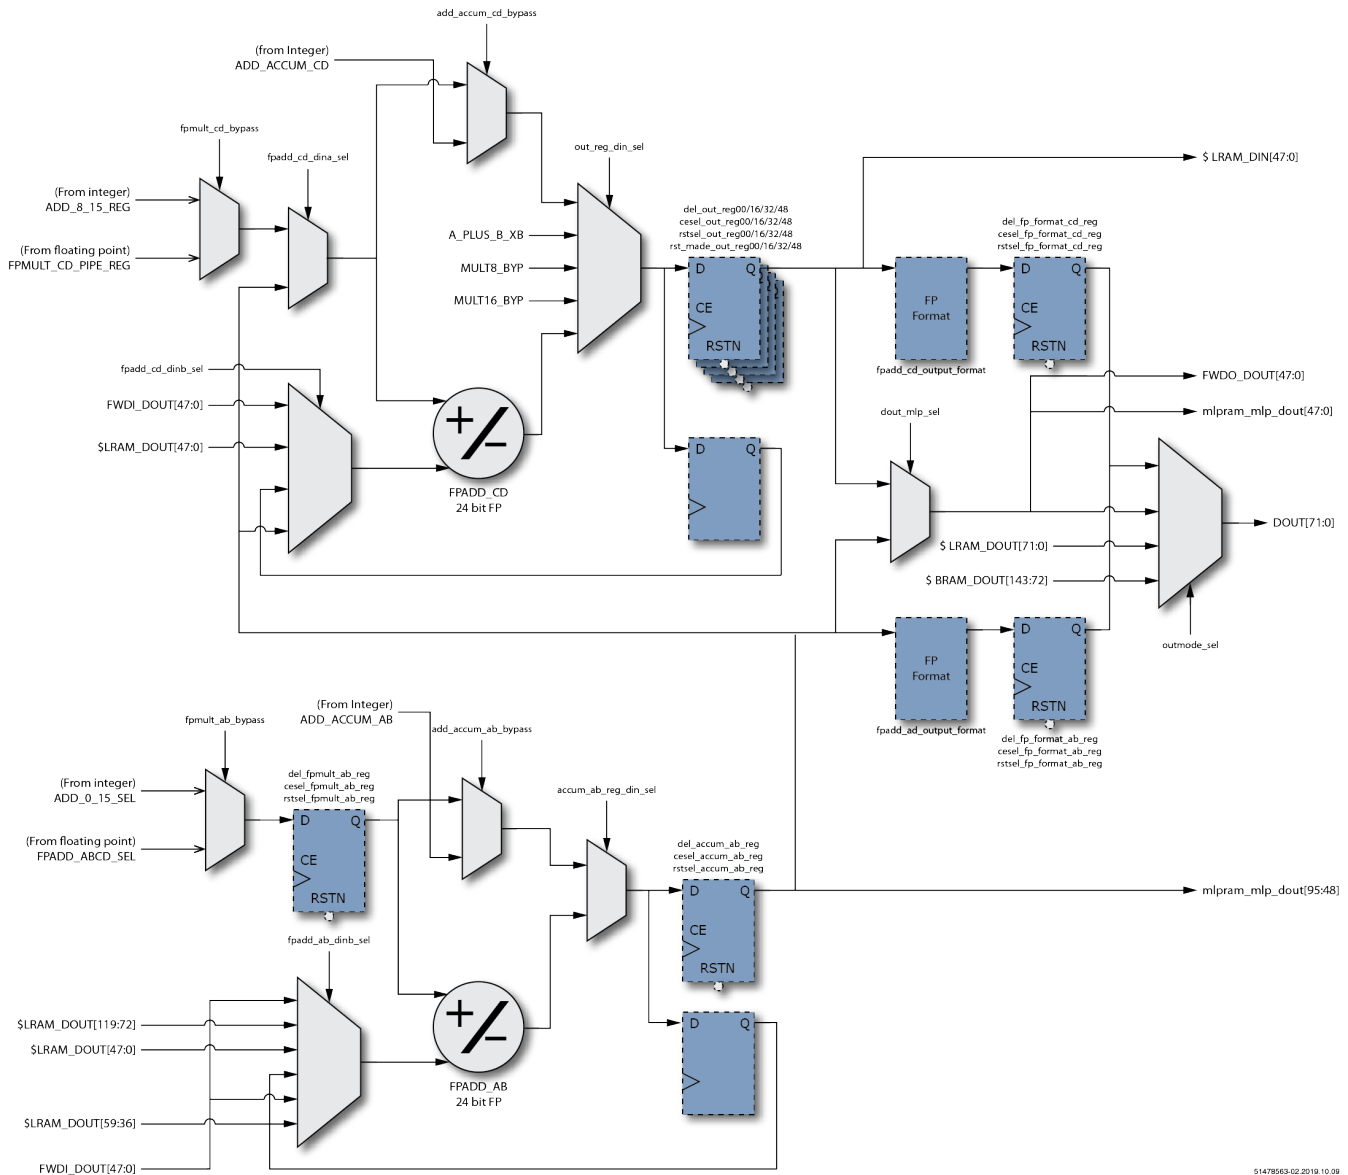 add_accum_cd_bypass
(from Integer)
ADD_ACCUM_CD
fpmult_cd_bypass
fpadd_cd_dina_sel
out_reg_din_sel
$ LRAM_DIN[47:0]
(From integer)
ADD_8_15_REG
(From floating point)
FPMULT_CD_PIPE_REG
A_PLUS_B_XB
MULT8_BYP
MULT16_BYP
del_out_reg00/16/32/48
cesel_out_reg00/16/32/48
rstsel_out_reg00/16/32/48
rst_made_out_reg00/16/32/48
D
Q
CE
RSTN
FP
Format
fpadd_cd_output_format
del_fp_format_cd_reg
cesel_fp_format_cd_reg
rstsel_fp_format_cd_reg
D
Q
CE
RSTN
fpadd_cd_dinb_sel
FWDI_DOUT[47:0]
$LRAM_DOUT[47:0]
FPADD_CD
24 bit FP
D
Q
FWDO_DOUT[47:0]
mlpram_mlp_dout[47:0]
dout_mlp_sel
$ LRAM_DOUT[71:0]
$ BRAM_DOUT[143:72]
DOUT[71:0]
outmode_sel
FP
Format
fpadd_ad_output_format
D
Q
CE
RSTN
del_fp_format_ab_reg
cesel_fp_format_ab_reg
rstsel_fp_format_ab_reg
(From Integer)
ADD_ACCUM_AB
fpmult_ab_bypass
add_accum_ab_bypass
(From integer)
ADD_0_15_SEL
(From floating point)
FPADD_ABCD_SEL
del_fpmult_ab_reg
cesel_fpmult_ab_reg
rstsel_fpmult_ab_reg
D
Q
CE
RSTN
accum_ab_reg_din_sel
del_accum_ab_reg
cesel_accum_ab_reg
rstsel_accum_ab_reg
D
Q
CE
RSTN
mlpram_mlp_dout[95:48]
fpadd_ab_dinb_sel
$LRAM_DOUT[119:72]
$LRAM_DOUT[47:0]
$LRAM_DOUT[59:36]
FWDI_DOUT[47:0]
FPADD_AB
24 bit FP
D
Q
51478563-02.2019.10.09